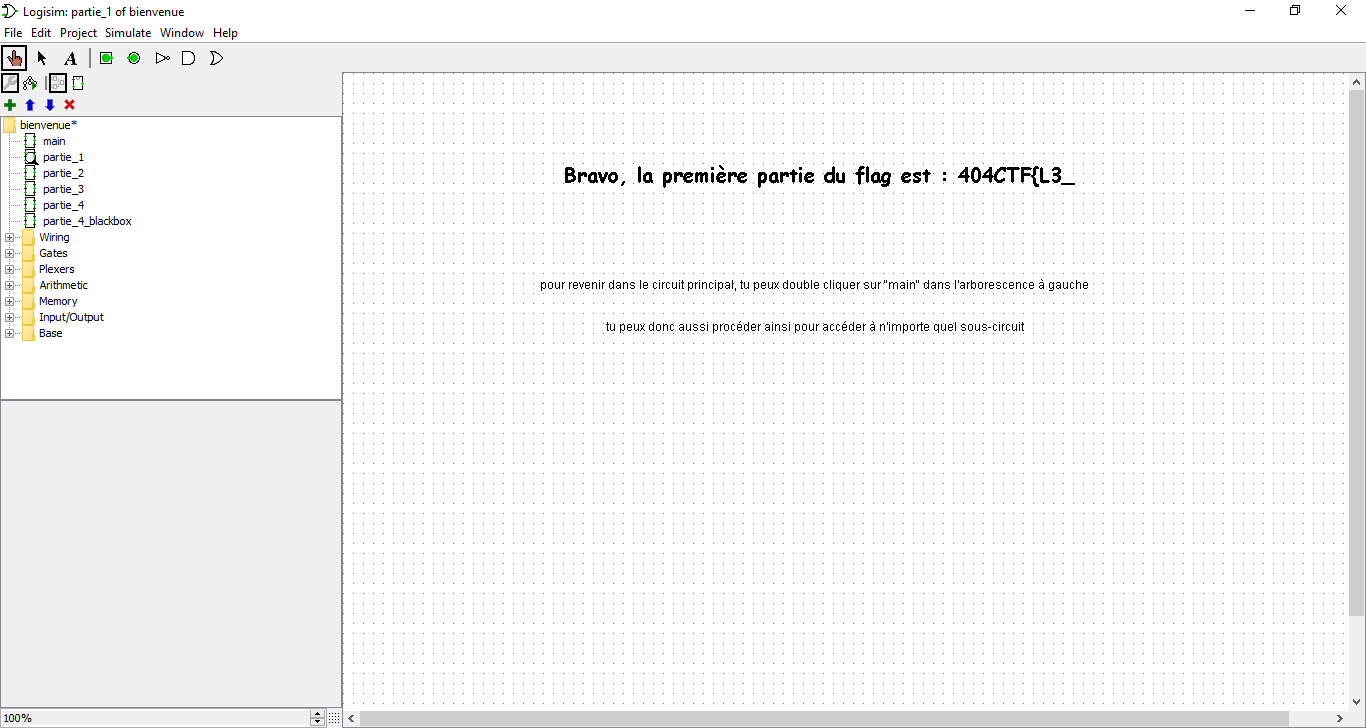 Logisim: partie_1 of bienvenue
File Edit Project Simulate Window Help
A
bienvenue*
main
partie_1
partie_2
partie_3
partie_4
partie_4_blackbox
Wiring
Gates
Plexers
Arithmetic
Memory
Input/Output
Base
Bravo, la première partie du flag est : 404CTF{L3_
pour revenir dans le circuit principal, tu peux double cliquer sur "main" dans l'arborescence à gauche
tu peux donc aussi procéder ainsi pour accéder à n'importe quel sous-circuit
100%